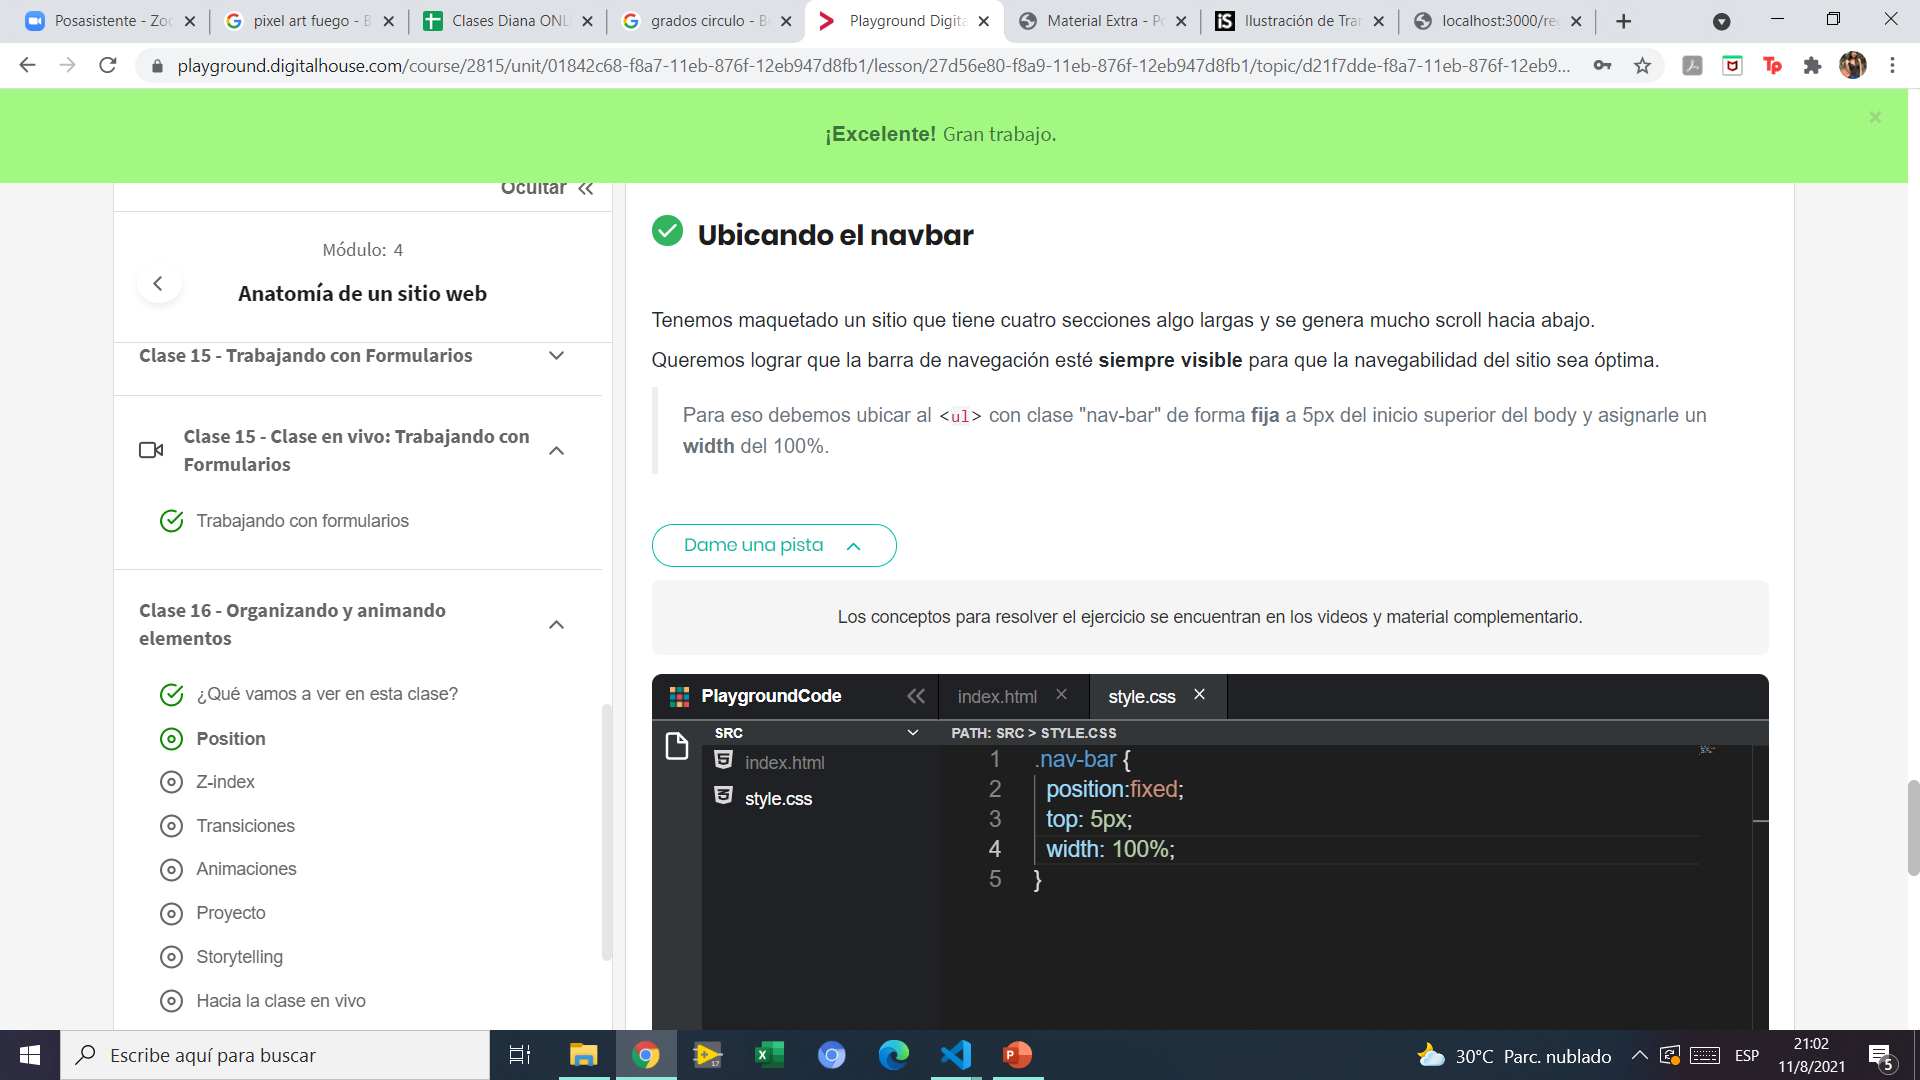 Posasistente - Zoo
pixel art fuego - B
Clases Diana ONL
grados circulo - B
Playground Digita
Material Extra - Po
iS Ilustración de Tra
localhost:3000/re
playground.digitalhouse.com/course/2815/unit/01842c68-f8a7-11eb-876f-12eb947d8fb1/lesson/27d56e80-f8a9-11eb-876f-12eb947d8fb1/topic/d21f7dde-f8a7-11eb-876f-12eb9...
Tp
¡Excelente! Gran trabajo.
×
Ocultar
Módulo: 4
Anatomía de un sitio web
Clase 15 - Trabajando con Formularios
Clase 15 - Clase en vivo: Trabajando con
Formularios
Trabajando con formularios
Clase 16 - Organizando y animando
elementos
¿Qué vamos a ver en esta clase?
Position
Z-index
Transiciones
Animaciones
Proyecto
Storytelling
Hacia la clase en vivo
Ubicando el navbar
Tenemos maquetado un sitio que tiene cuatro secciones algo largas y se genera mucho scroll hacia abajo.
Queremos lograr que la barra de navegación esté siempre visible para que la navegabilidad del sitio sea óptima.
Para eso debemos ubicar al <ul> con clase "nav-bar" de forma fija a 5px del inicio superior del body y asignarle un
width del 100%.
Dame una pista
Los conceptos para resolver el ejercicio se encuentran en los videos y material complementario.
PlaygroundCode
index.html
style.css
SRC
PATH: SRC > STYLE.CSS
index.html
style.css
1 .nav-bar {
2 position:fixed;
3 top: 5px;
4 width: 100%;
5 }
Escribe aquí para buscar
30°C Parc. nublado
ESP
21:02
11/8/2021
5